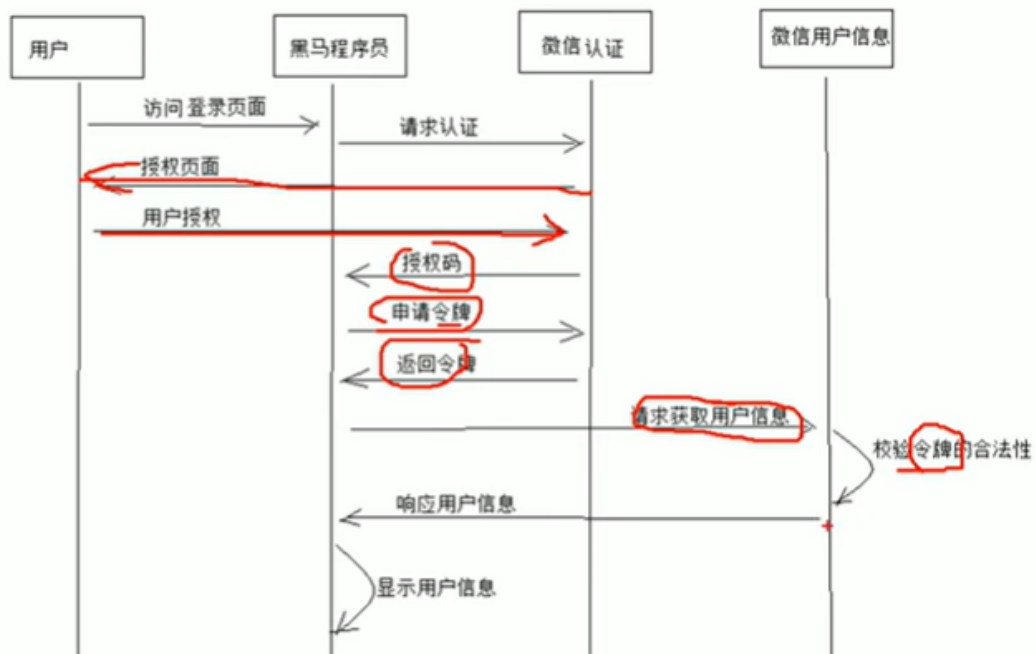 用户
黑马程序员
微信认证
微信用户信息
访问登录页面
请求认证
授权页面
用户授权
授权码
申请令牌
返回令牌
请求获取用户信息
校验令牌的合法性
响应用户信息
显示用户信息